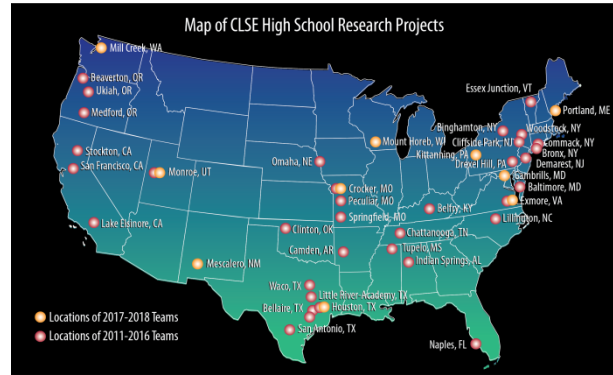 Map of CLSE High School Research Projects
Mill Creek, WA
Beaverton, OR
Ukiah, OR
Medford, OR
Stockton, CA
San Francisco, CA
Lake Elsinore, CA
Monroe, UT
Mescalero, NM
Omaha, NE
Crocker, MO
Peculiar, MO
Springfield, MO
Clinton, OK
Camden, AR
Waco, TX
Little River Academy, TX
Bellaire, TX
Houston, TX
San Antonio, TX
Mount Horeb, WI
Belfry, KY
Chattanooga, TN
Tupelo, MS
Indian Springs, AL
Naples, FL
Essex Junction, VT
Portland, ME
Binghamton, NY
Woodstock, NY
Cliffside Park, NJ
Commack, NY
Kittanning, PA
Bronx, NY
Drexel Hill, PA
Demarest, NJ
Gambrills, MD
Baltimore, MD
Exmore, VA
Lillington, NC
Locations of 2017-2018 Teams
Locations of 2011-2016 Teams